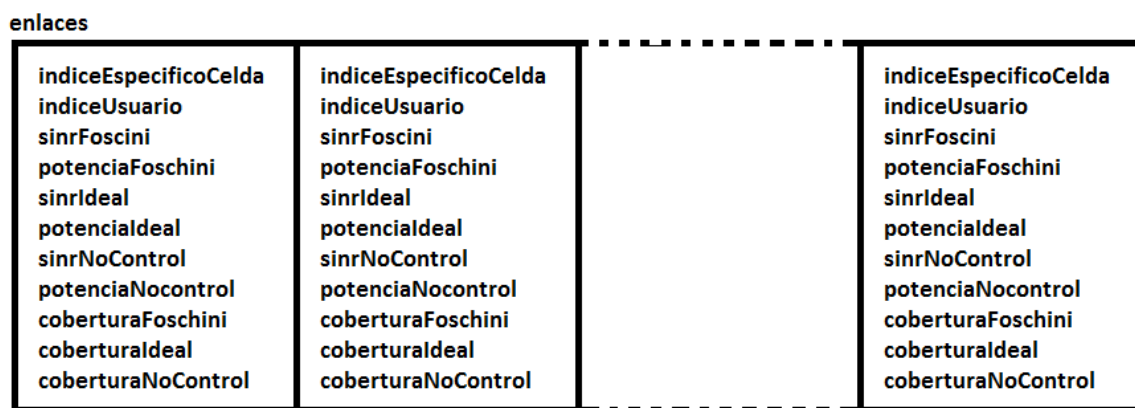 enlaces
indiceEspecificoCelda
indiceUsuario
sinrFoscini
potenciaFoschini
sinrIdeal
potenciaIdeal
sinrNoControl
potenciaNocontrol
coberturaFoschini
coberturaIdeal
coberturaNoControl
indiceEspecificoCelda
indiceUsuario
sinrFoscini
potenciaFoschini
sinrIdeal
potenciaIdeal
sinrNoControl
potenciaNocontrol
coberturaFoschini
coberturaIdeal
coberturaNoControl
indiceEspecificoCelda
indiceUsuario
sinrFoscini
potenciaFoschini
sinrIdeal
potenciaIdeal
sinrNoControl
potenciaNocontrol
coberturaFoschini
coberturaIdeal
coberturaNoControl